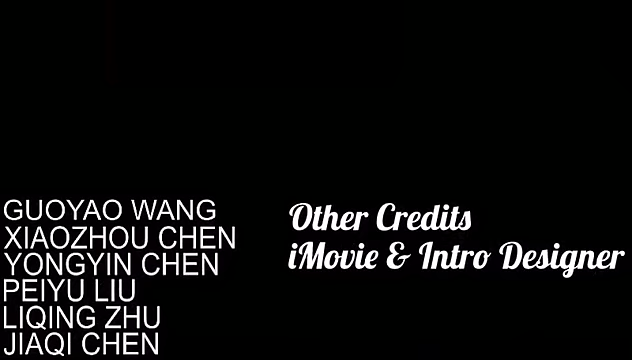 GUOYAO WANG
XIAOZHOU CHEN
YONGYIN CHEN
PEIYU LIU
LIQING ZHU
JIAQI CHEN
Other Credits
iMovie & Intro Designer